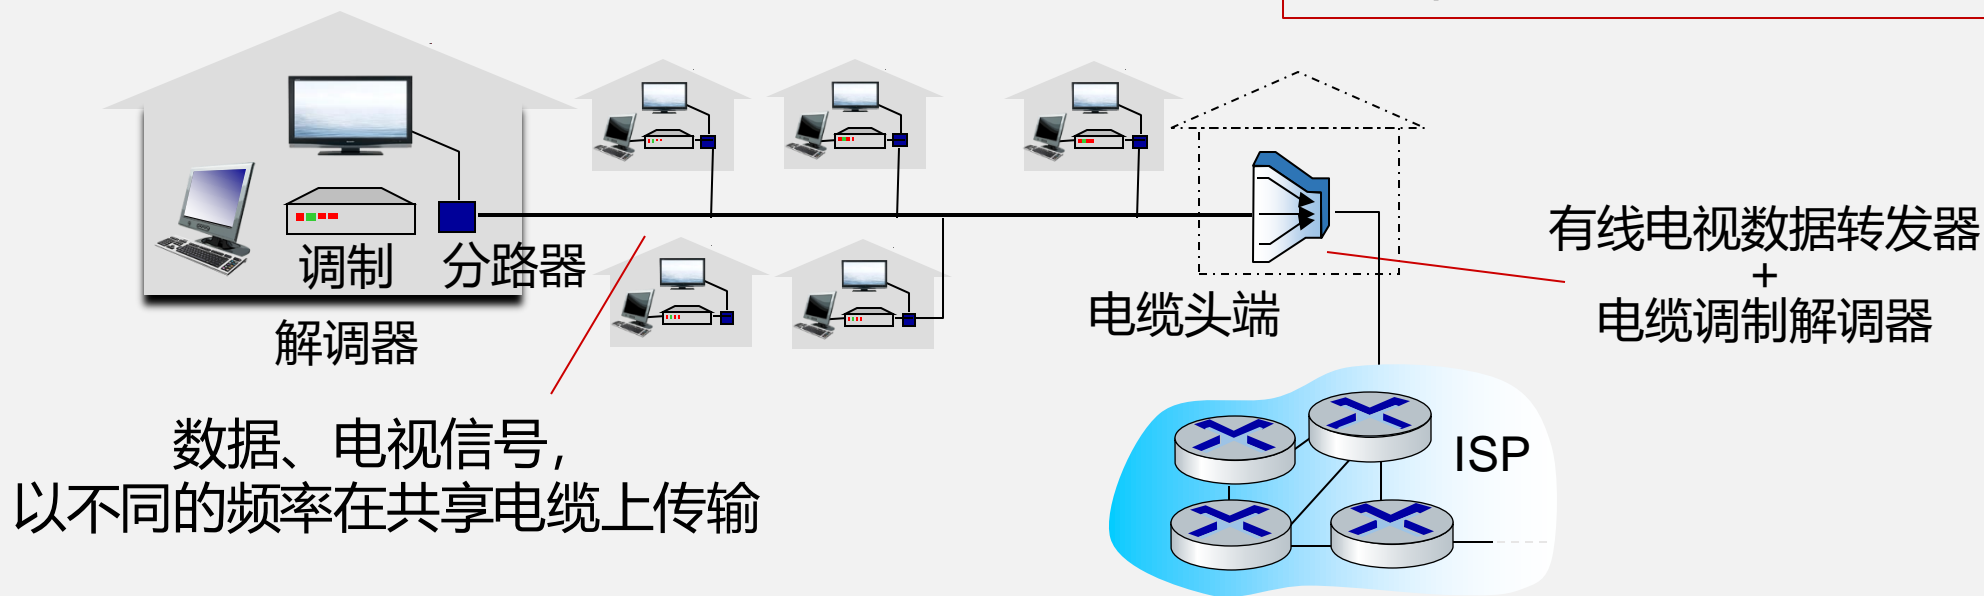 调制
分路器
解调器
电缆头端
有线电视数据转发器
+
电缆调制解调器
数据、电视信号,
以不同的频率在共享电缆上传输
ISP